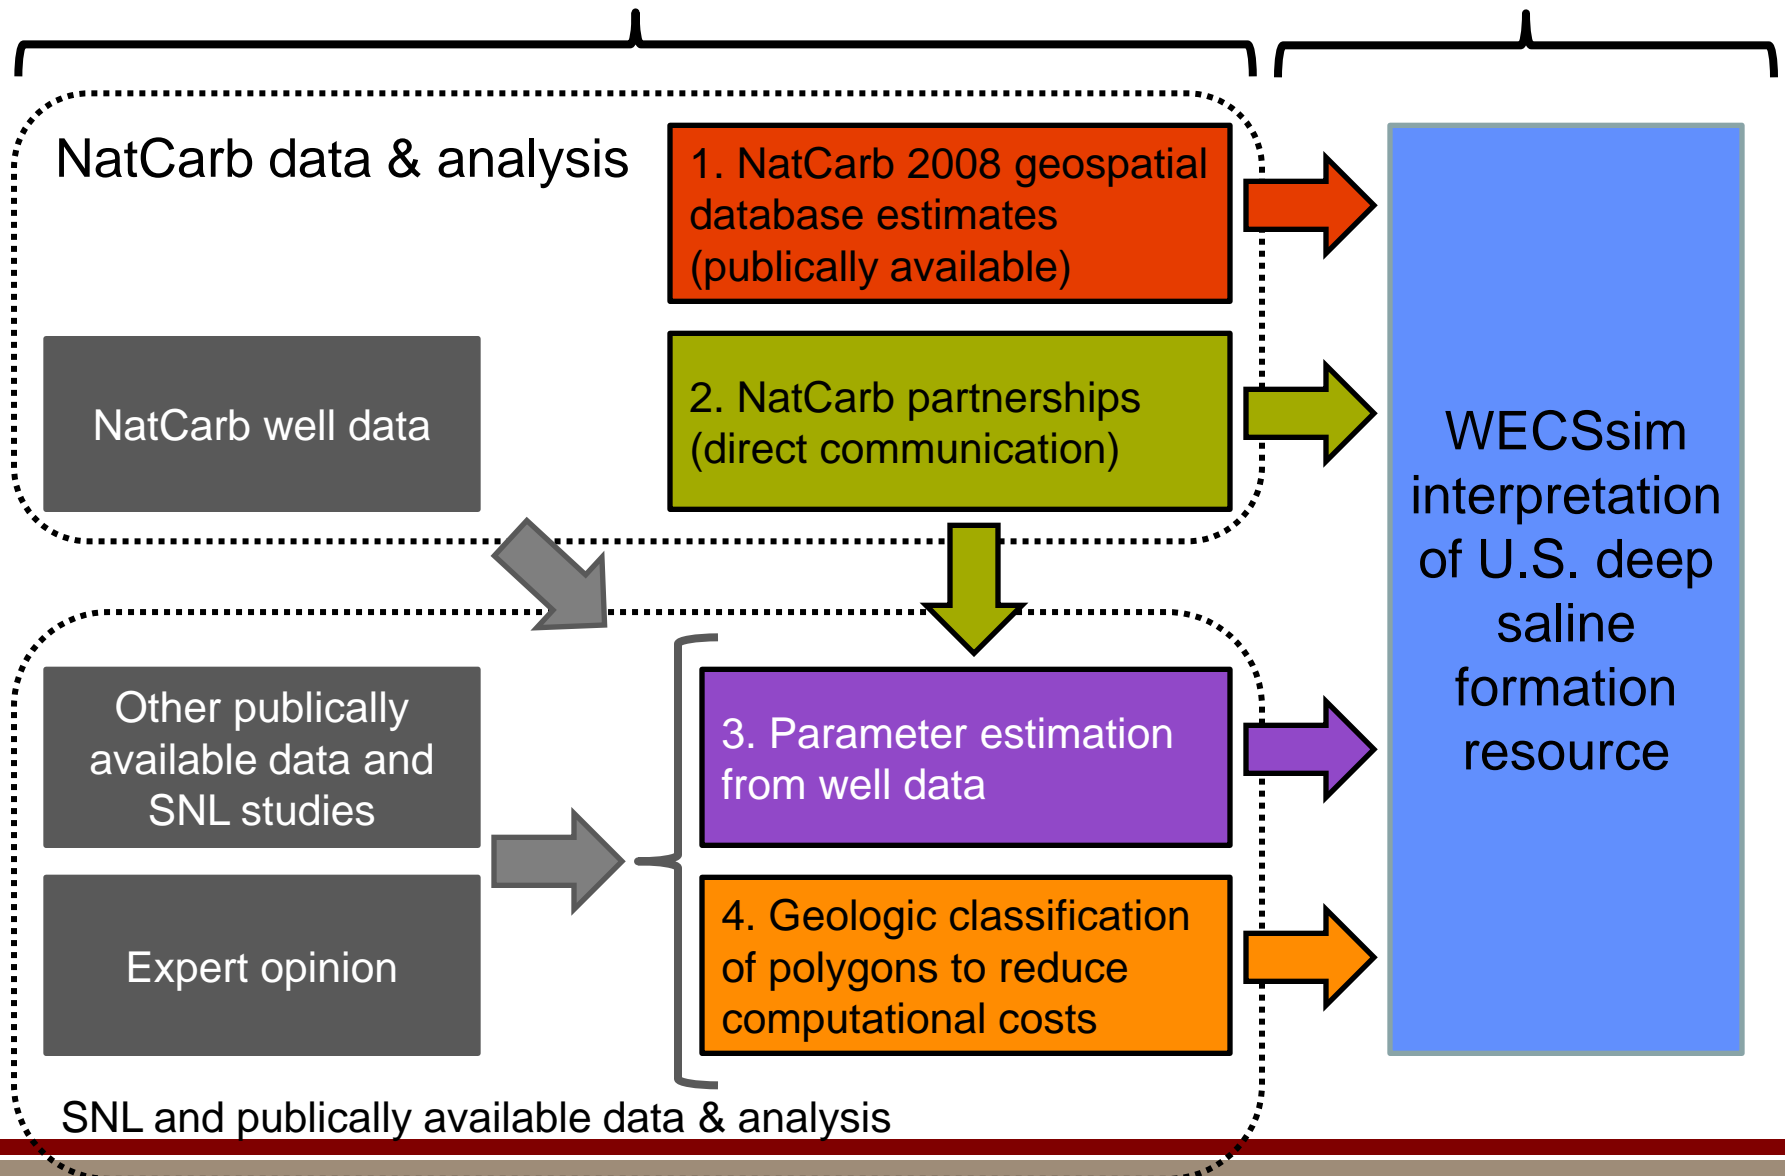 NatCarb data & analysis
1. NatCarb 2008 geospatial
database estimates
(publically available)
NatCarb well data
2. NatCarb partnerships
(direct communication)
WECSsim
interpretation
of U.S. deep
saline
formation
resource
Other publically
available data and
SNL studies
3. Parameter estimation
from well data
Expert opinion
4. Geologic classification
of polygons to reduce
computational costs
SNL and publically available data & analysis